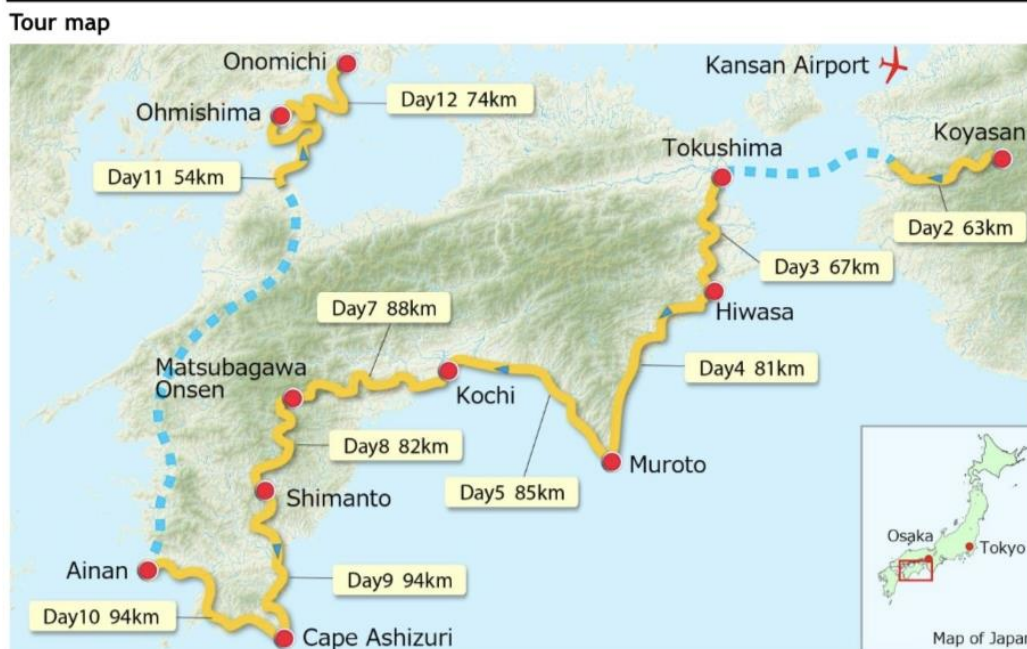 Tour map
Onomichi
Kansan Airport
Day12 74km
Ohmishima
Koyasan
Tokushima
Day11 54km
Day2 63km
Day3 67km
Day7 88km
Hiwasa
Matsubagawa
Onsen
Day4 81km
Kochi
Day8 82km
Muroto
Day5 85km
Shimanto
Osaka
Tokyo
Ainan
Day9 94km
Day10 94km
Cape Ashizuri
Map of Japan